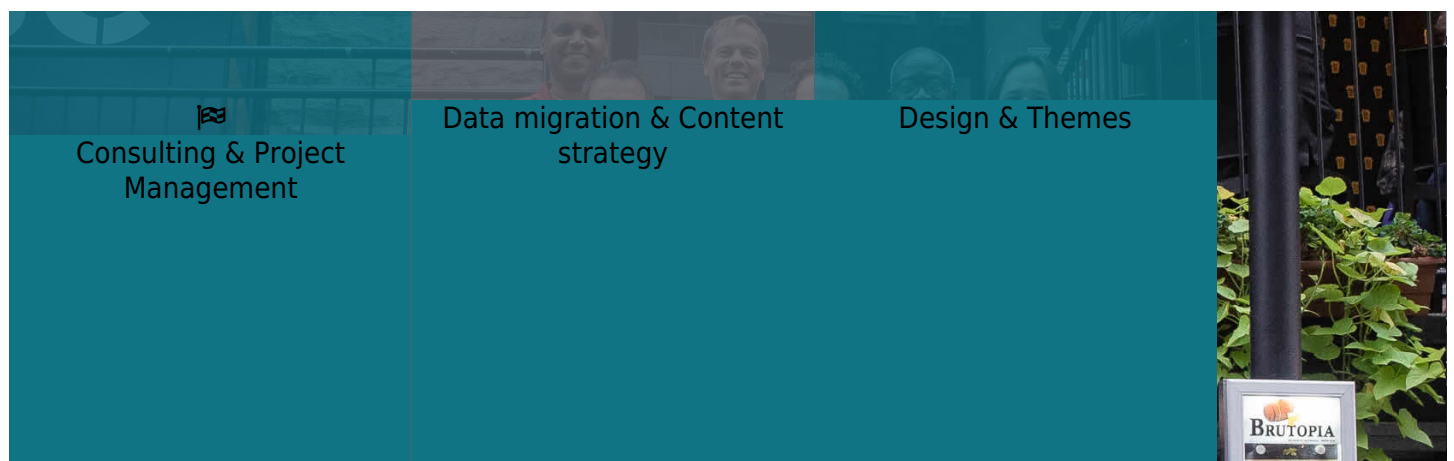 Consulting & Project
Management
Data migration & Content
strategy
Design & Themes
BRUTOPIA